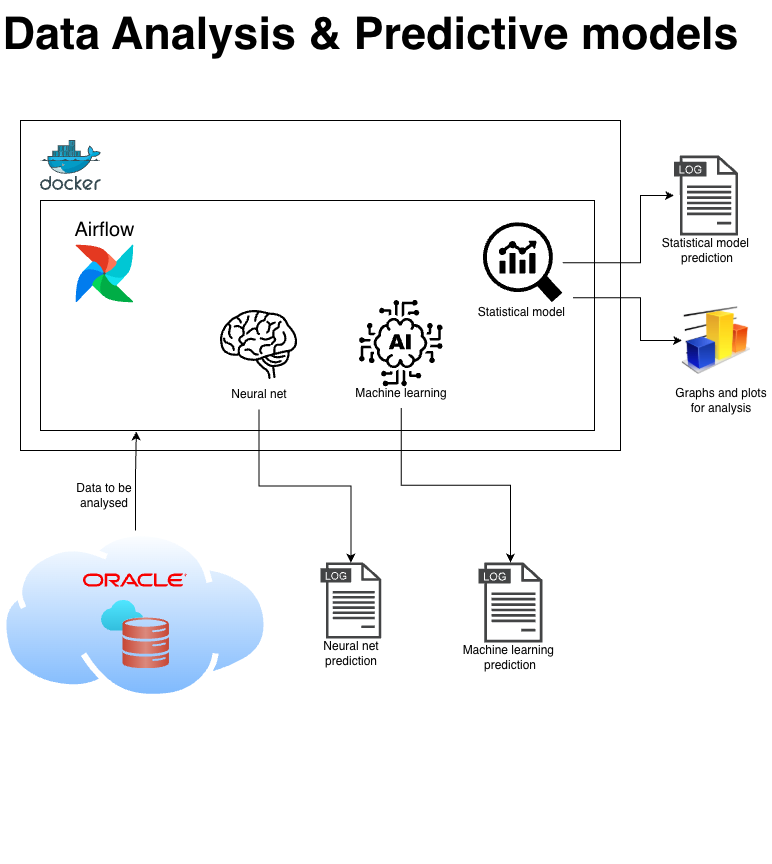 Data Analysis & Predictive models
docker
Airflow
LOG
Statistical model
prediction
Statistical model
AI
Neural net
Machine learning
Graphs and plots
for analysis
Data to be
analysed
ORACLE
LOG
LOG
Neural net
prediction
Machine learning
prediction